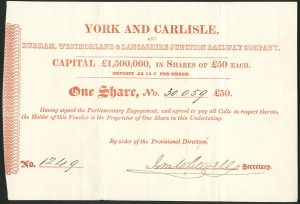 YORK AND CARLISLE,
AND
DURHAM, WESTMORLAND & LANCASHIRE JUNCTION RAILWAY COMPANY.
CAPITAL £1,500,000, IN SHARES OF £50 EACH.
DEPOSIT £2 12 6 PER SHARE.
One Share, No. 30059 £50.
Having signed the Parliamentary Engagement, and agreed to pay all Calls in respect thereto,
the Holder of this Voucher is the Proprietor of One Share in this Undertaking.
By order of the Provisional Directors,
No. 1249
Secretary.